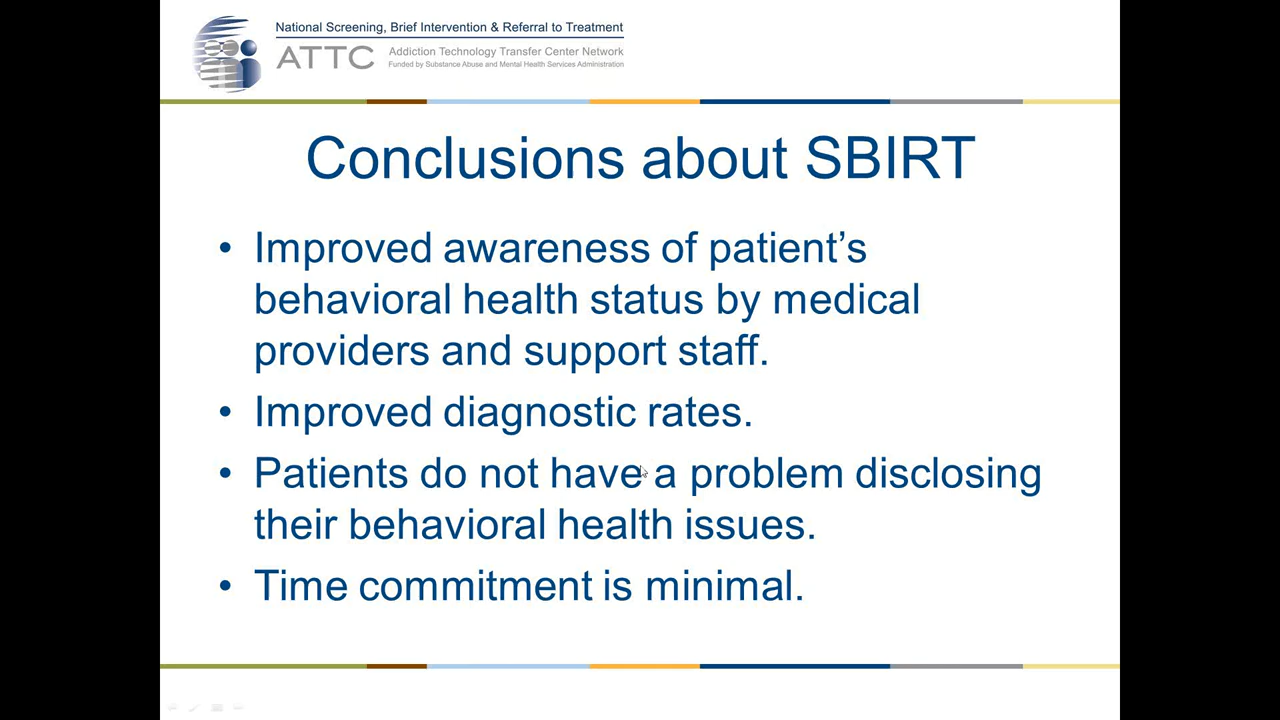 National Screening, Brief Intervention & Referral to Treatment
ATTC
Addiction Technology Transfer Center Network
Funded by Substance Abuse and Mental Health Services Administration
Conclusions about SBIRT
• Improved awareness of patient’s
behavioral health status by medical
providers and support staff.
• Improved diagnostic rates.
• Patients do not have a problem disclosing
their behavioral health issues.
• Time commitment is minimal.